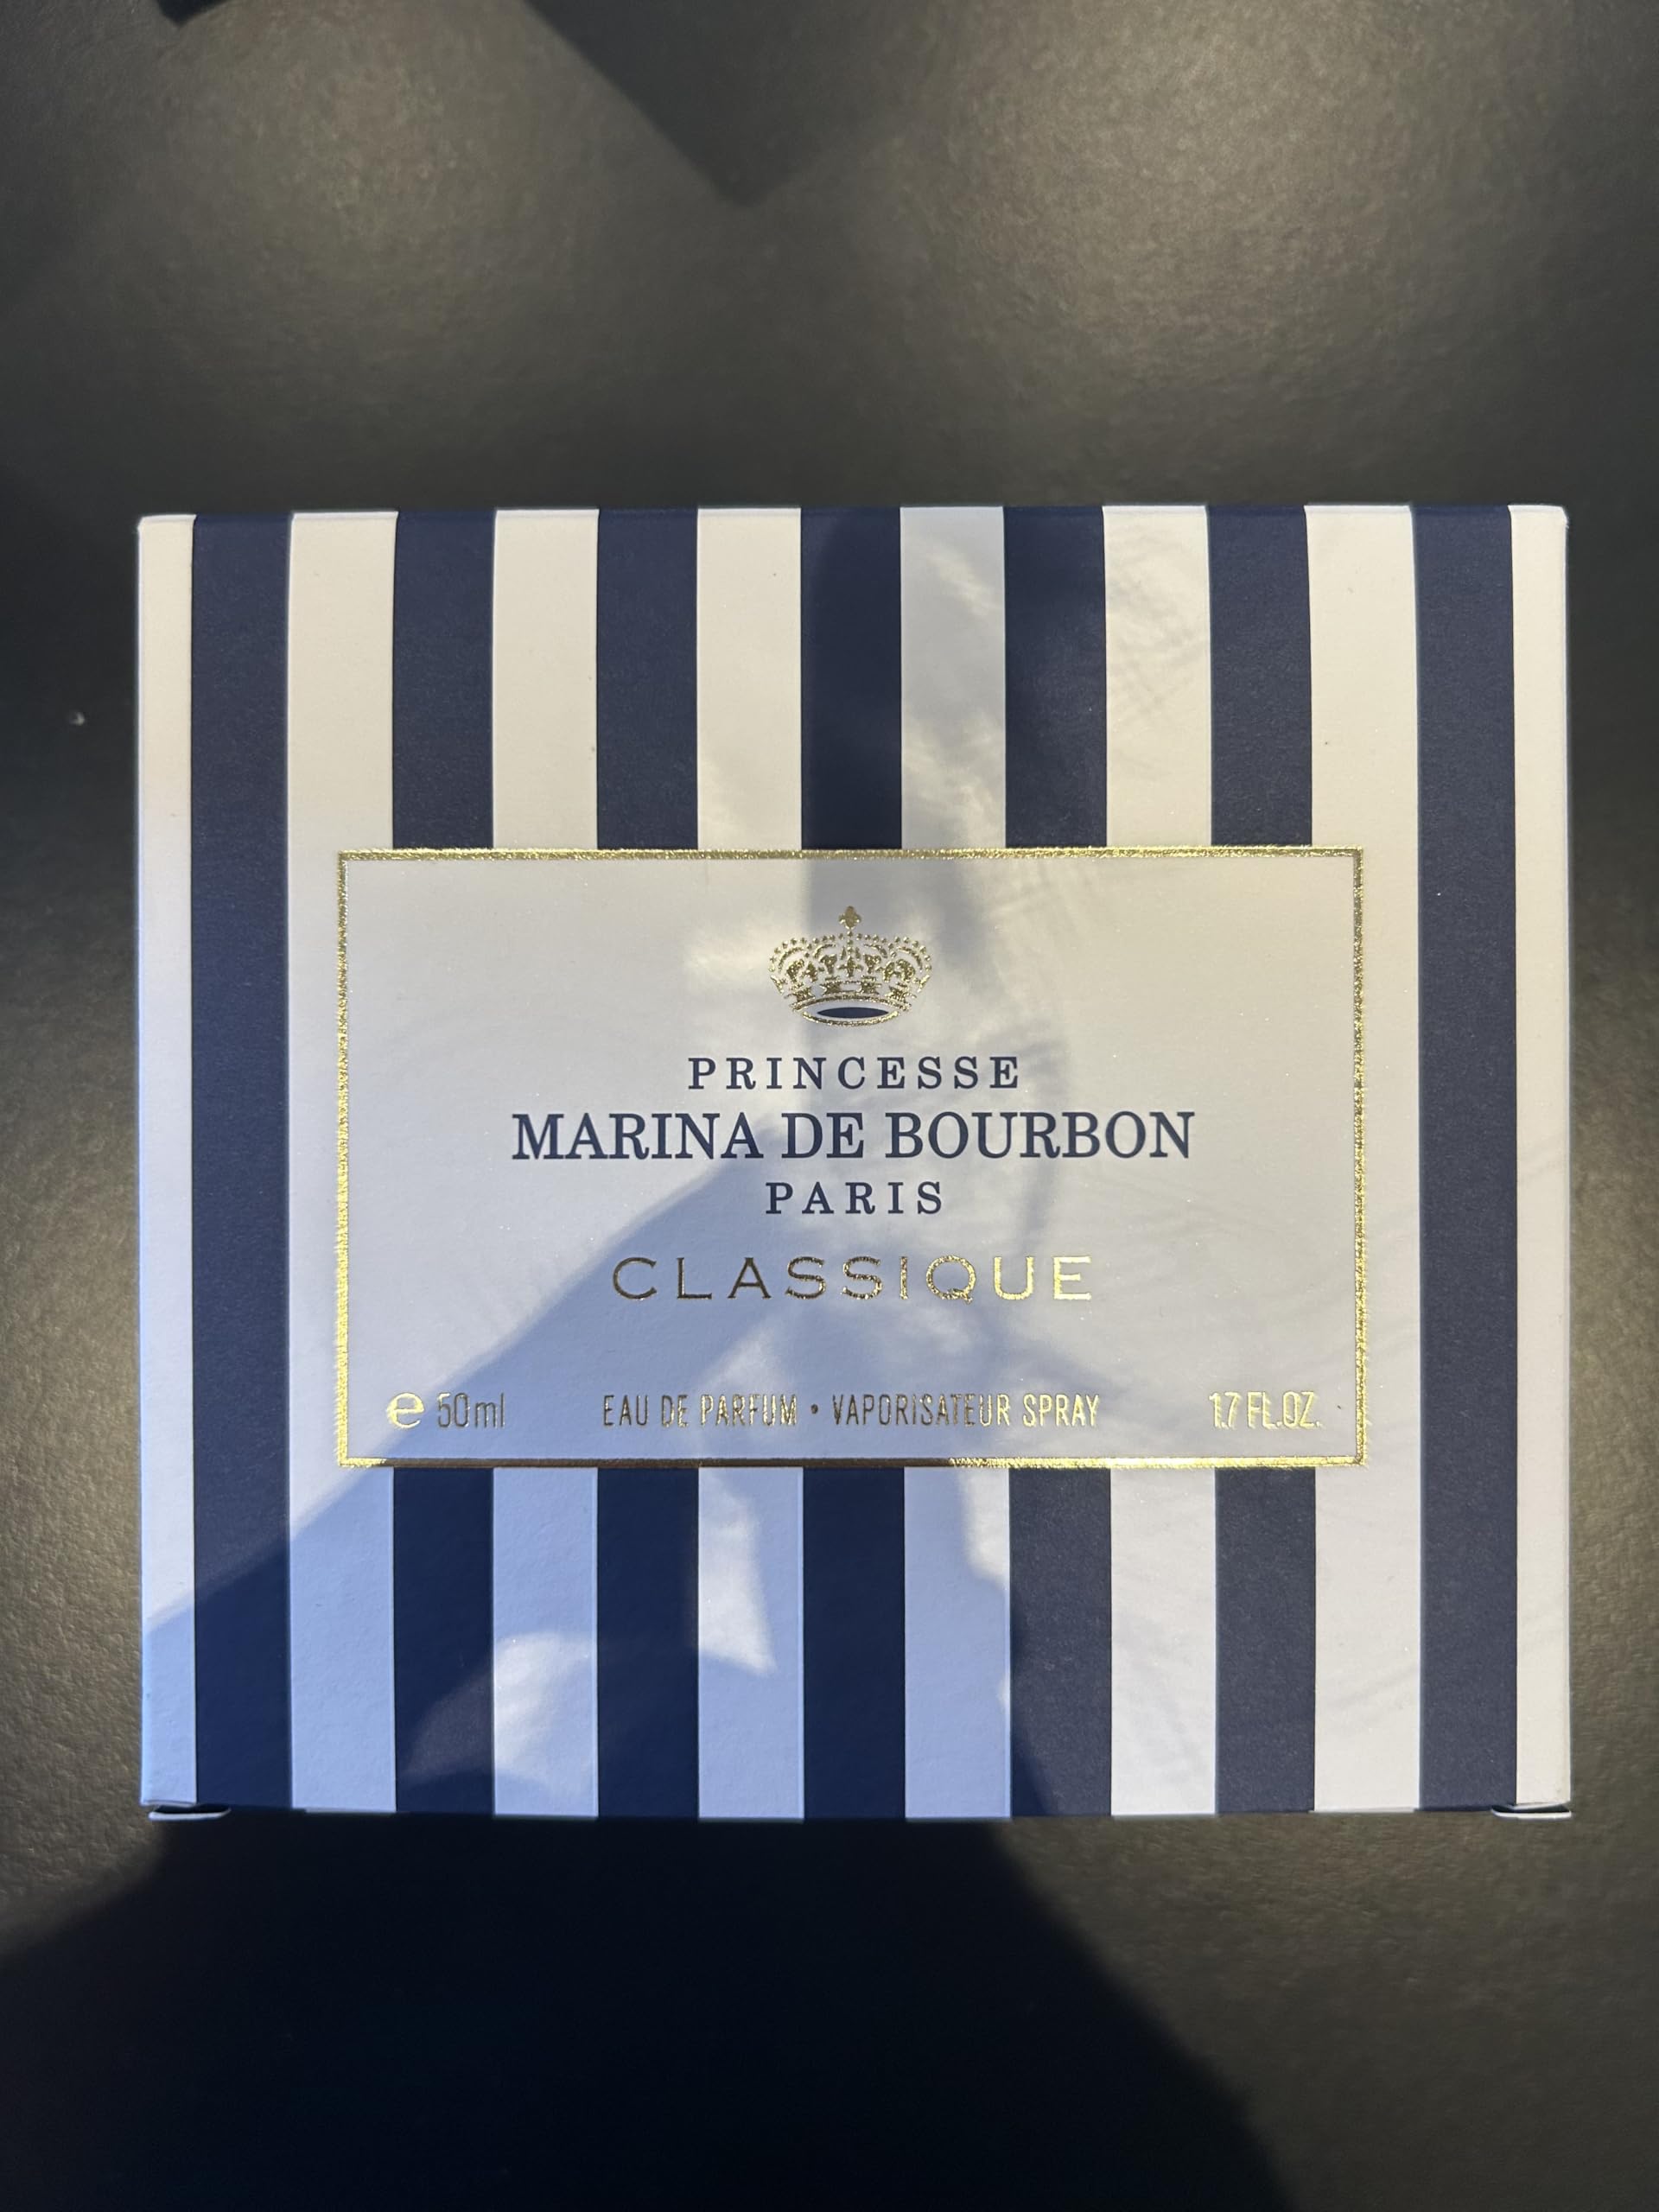 PRINCESSE
MARINA DE BOURBON
PARIS
CLASSIQUE
℮ 50ml EAU DE PARFUM • VAPORISATEUR SPRAY 1.7 FL.OZ.